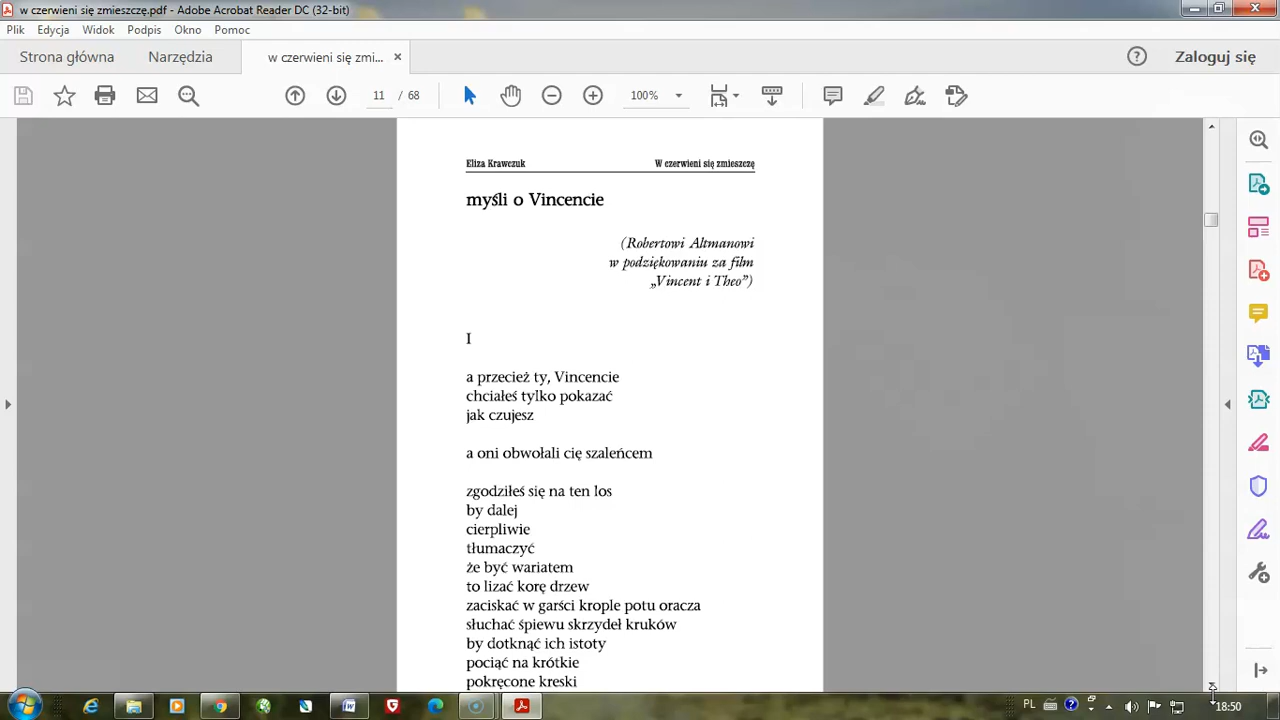 w czerwieni się zmieszczę.pdf - Adobe Acrobat Reader DC (32-bit)
Plik Edycja Widok Podpis Okno Pomoc
Strona główna Narzędzia w czerwieni się zmi... × Zaloguj się
11 / 68 100%
Eliza Krawczuk W czerwieni się zmieszczę
myśli o Vincencie
(Robertowi Altmanowi
w podziękowaniu za film
„Vincent i Theo”)
I
a przecież ty, Vincencie
chciałeś tylko pokazać
jak czujesz
a oni obwołali cię szaleńcem
zgodziłeś się na ten los
by dalej
cierpliwie
tłumaczyć
że być wariatem
to lizać korę drzew
zaciskać w garści krople potu oracza
słuchać śpiewu skrzydeł kruków
by dotknąć ich istoty
pociąć na krótkie
pokręcone kreski
PL 18:50